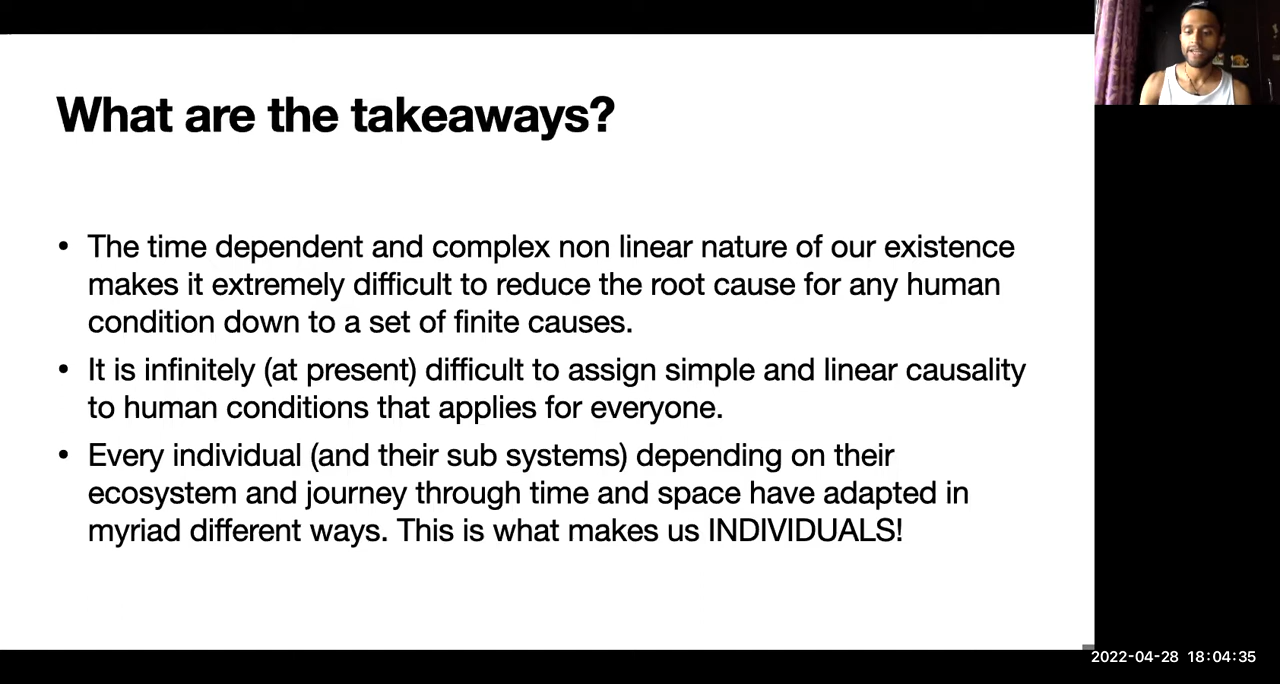 What are the takeaways?
• The time dependent and complex non linear nature of our existence
makes it extremely difficult to reduce the root cause for any human
condition down to a set of finite causes.
• It is infinitely (at present) difficult to assign simple and linear causality
to human conditions that applies for everyone.
• Every individual (and their sub systems) depending on their
ecosystem and journey through time and space have adapted in
myriad different ways. This is what makes us INDIVIDUALS!
2022-04-28 18:04:35